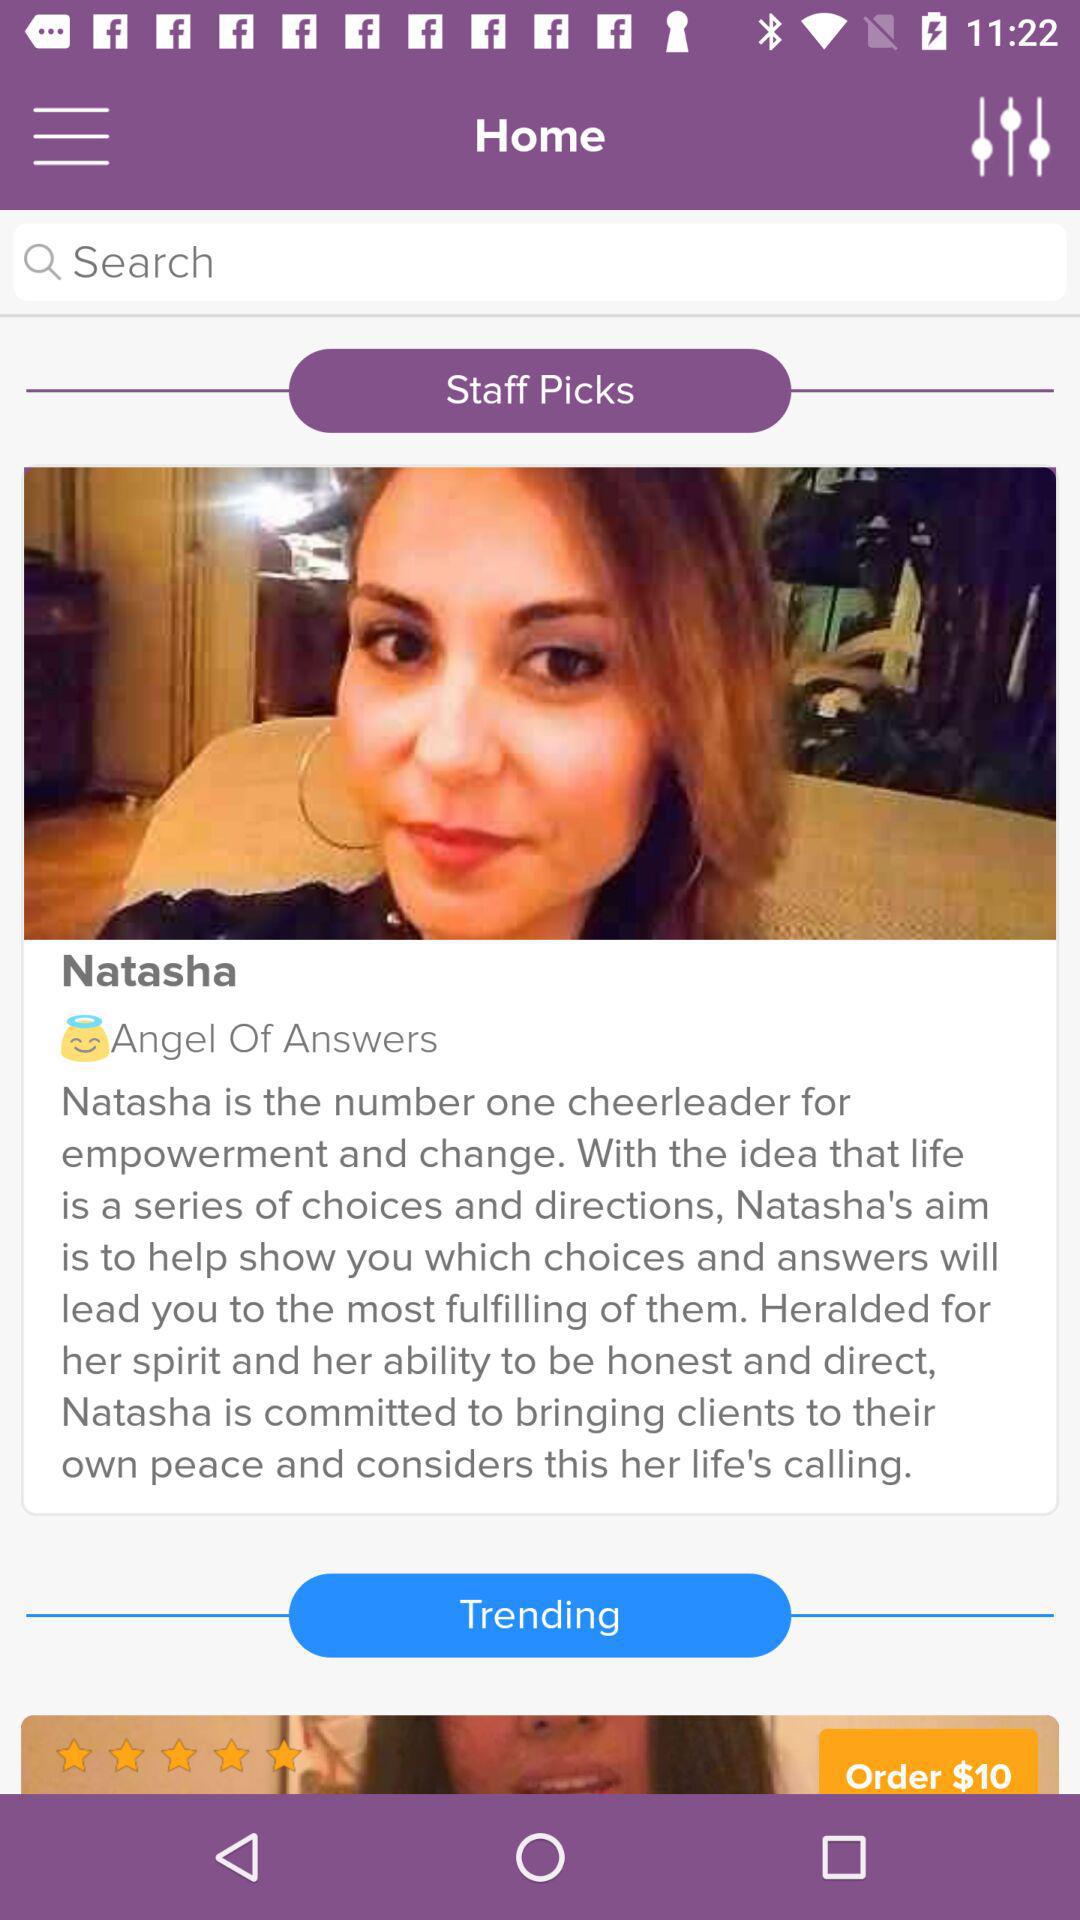 11:22
Home
Search
Staff Picks
Natasha
Angel Of Answers
Natasha is the number one cheerleader for
empowerment and change. With the idea that life
is a series of choices and directions, Natasha's aim
is to help show you which choices and answers will
lead you to the most fulfilling of them. Heralded for
her spirit and her ability to be honest and direct,
Natasha is committed to bringing clients to their
own peace and considers this her life's calling.
Trending
Order $10